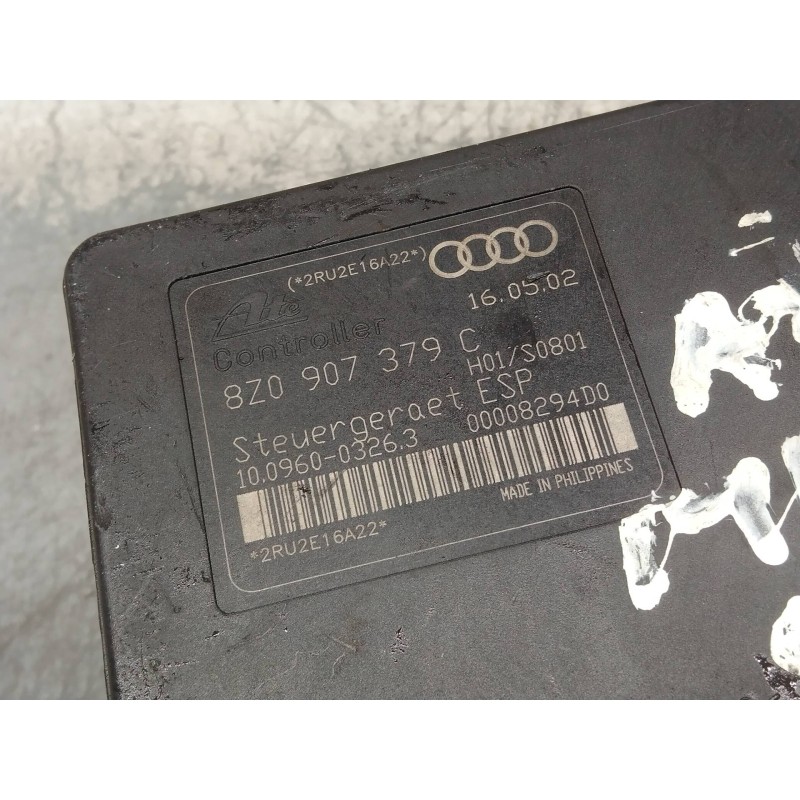 (*2RU2E16A22*)
Ate
16.05.02
Controller
8Z0 907 379 C
H01/S0801
Steuergeraet ESP
10.0960-0326.3
00008294D0
MADE IN PHILIPPINES
*2RU2E16A22*